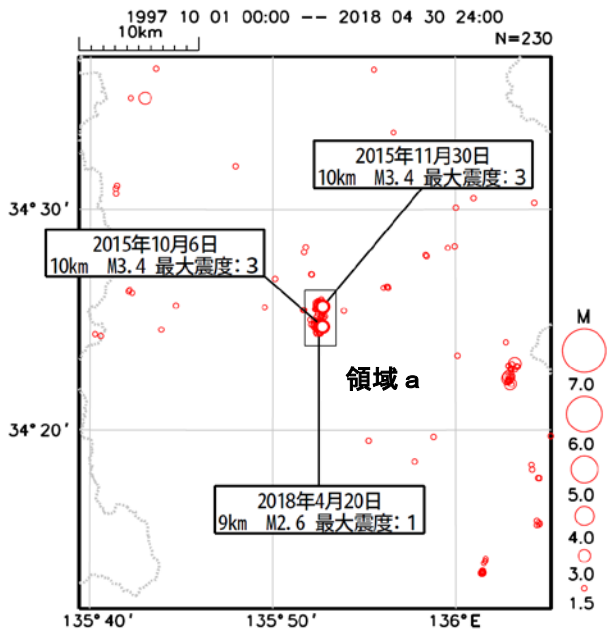 1997 10 01 00:00 -- 2018 04 30 24:00
10km
N=230
2015年11月30日
10km M3.4 最大震度：3
34°30′
2015年10月6日
10km M3.4 最大震度：3
領域 a
M
7.0
34°20′
6.0
2018年4月20日
9km M2.6 最大震度：1
5.0
4.0
3.0
1.5
135°40′
135°50′
136°E